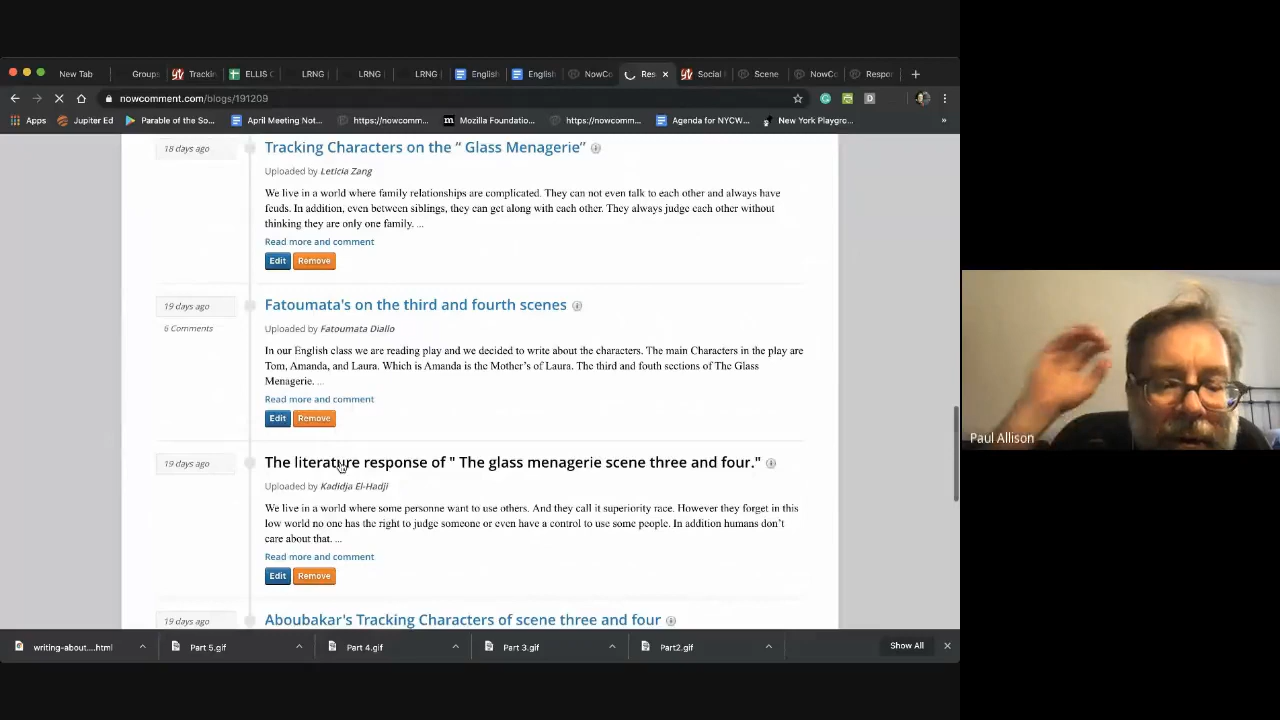 New Tab
Groups
Trackin
ELLIS C
LRNG
LRNG
LRNG
English
English
NowCo
Res
Social
Scene
NowCo
Respo
nowcomment.com/blogs/191209
Apps
Jupiter Ed
Parable of the So...
April Meeting Not...
https://nowcomm...
Mozilla Foundatio...
https://nowcomm...
Agenda for NYCW...
New York Playgro...
»
18 days ago
Tracking Characters on the “ Glass Menagerie”
Uploaded by Leticia Zang
We live in a world where family relationships are complicated. They can not even talk to each other and always have
feuds. In addition, even between siblings, they can get along with each other. They always judge each other without
thinking they are only one family. ...
Read more and comment
Edit Remove
19 days ago
6 Comments
Fatoumata's on the third and fourth scenes
Uploaded by Fatoumata Diallo
In our English class we are reading play and we decided to write about the characters. The main Characters in the play are
Tom, Amanda, and Laura. Which is Amanda is the Mother’s of Laura. The third and fouth sections of The Glass
Menagerie. ...
Read more and comment
Edit Remove
19 days ago
The literature response of " The glass menagerie scene three and four."
Uploaded by Kadidja El-Hadji
We live in a world where some personne want to use others. And they call it superiority race. However they forget in this
low world no one has the right to judge someone or even have a control to use some people. In addition humans don’t
care about that. ...
Read more and comment
Edit Remove
19 days ago
Aboubakar's Tracking Characters of scene three and four
writing-about....html
Part 5.gif
Part 4.gif
Part 3.gif
Part2.gif
Show All
Paul Allison